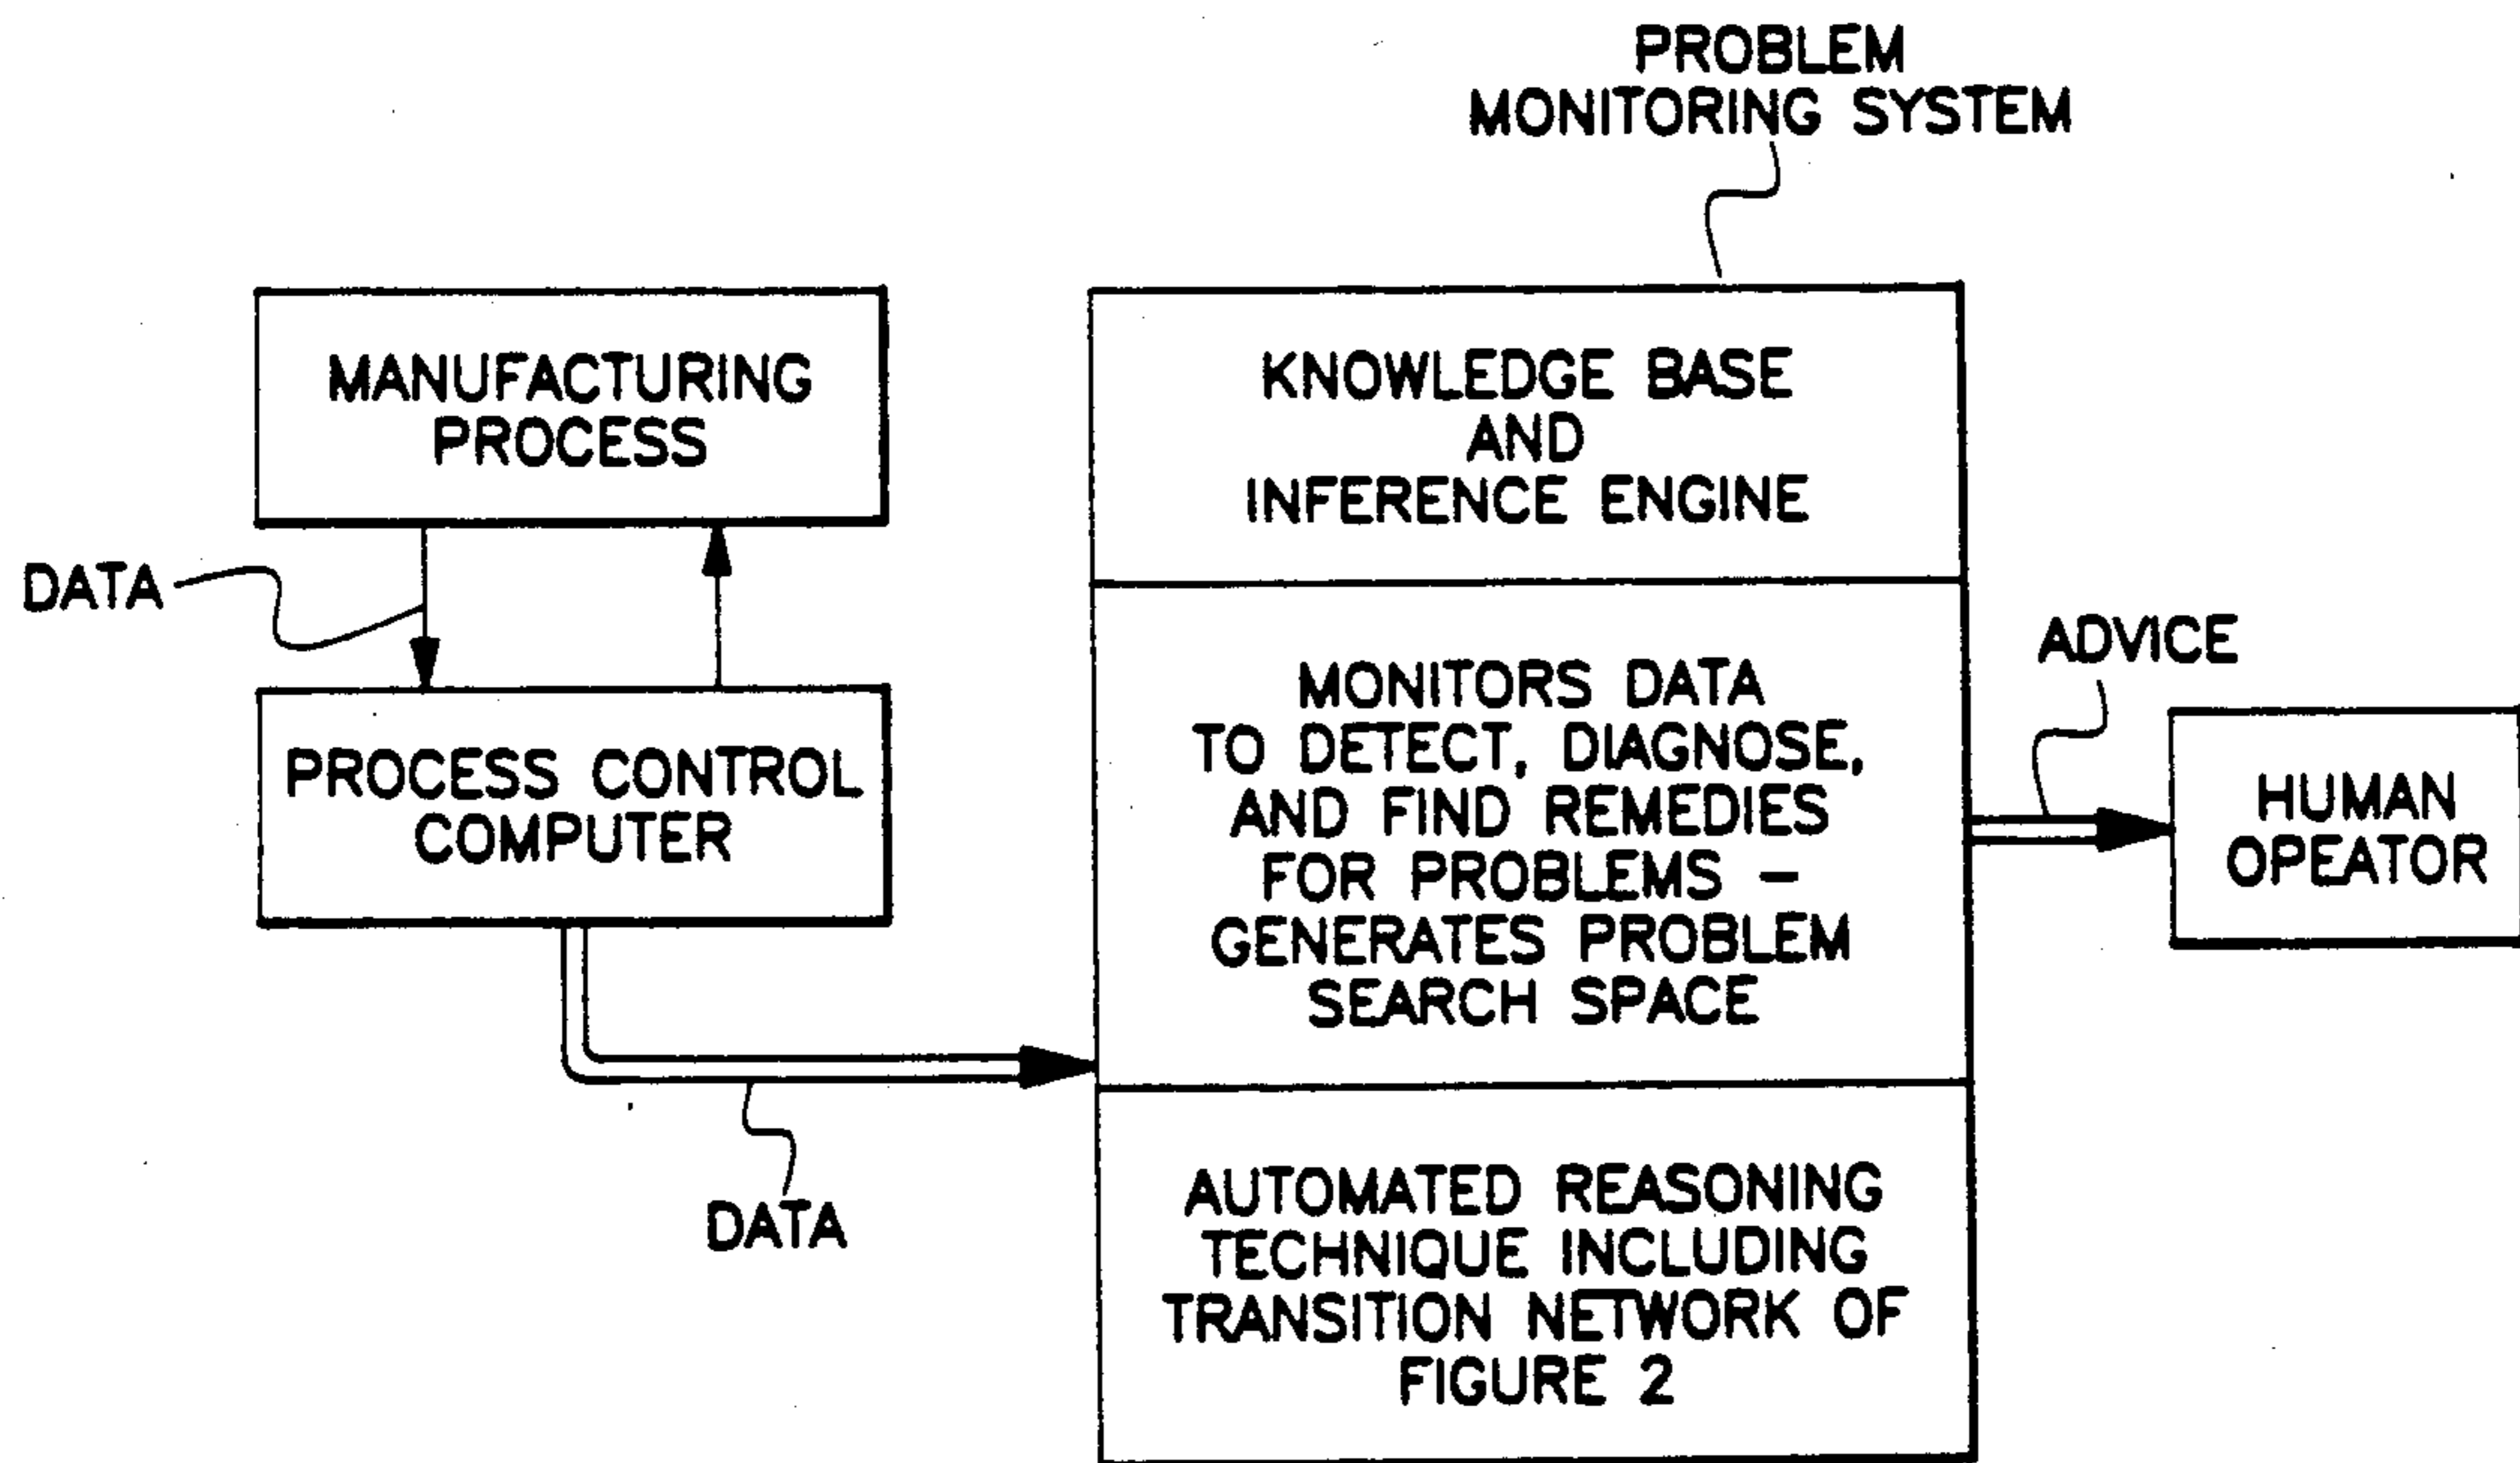 PROBLEM
MONITORING SYSTEM
MANUFACTURING
PROCESS
DATA
PROCESS CONTROL
COMPUTER
DATA
KNOWLEDGE BASE
AND
INFERENCE ENGINE
MONITORS DATA
TO DETECT, DIAGNOSE,
AND FIND REMEDIES
FOR PROBLEMS –
GENERATES PROBLEM
SEARCH SPACE
AUTOMATED REASONING
TECHNIQUE INCLUDING
TRANSITION NETWORK OF
FIGURE 2
ADVICE
HUMAN
OPEATOR